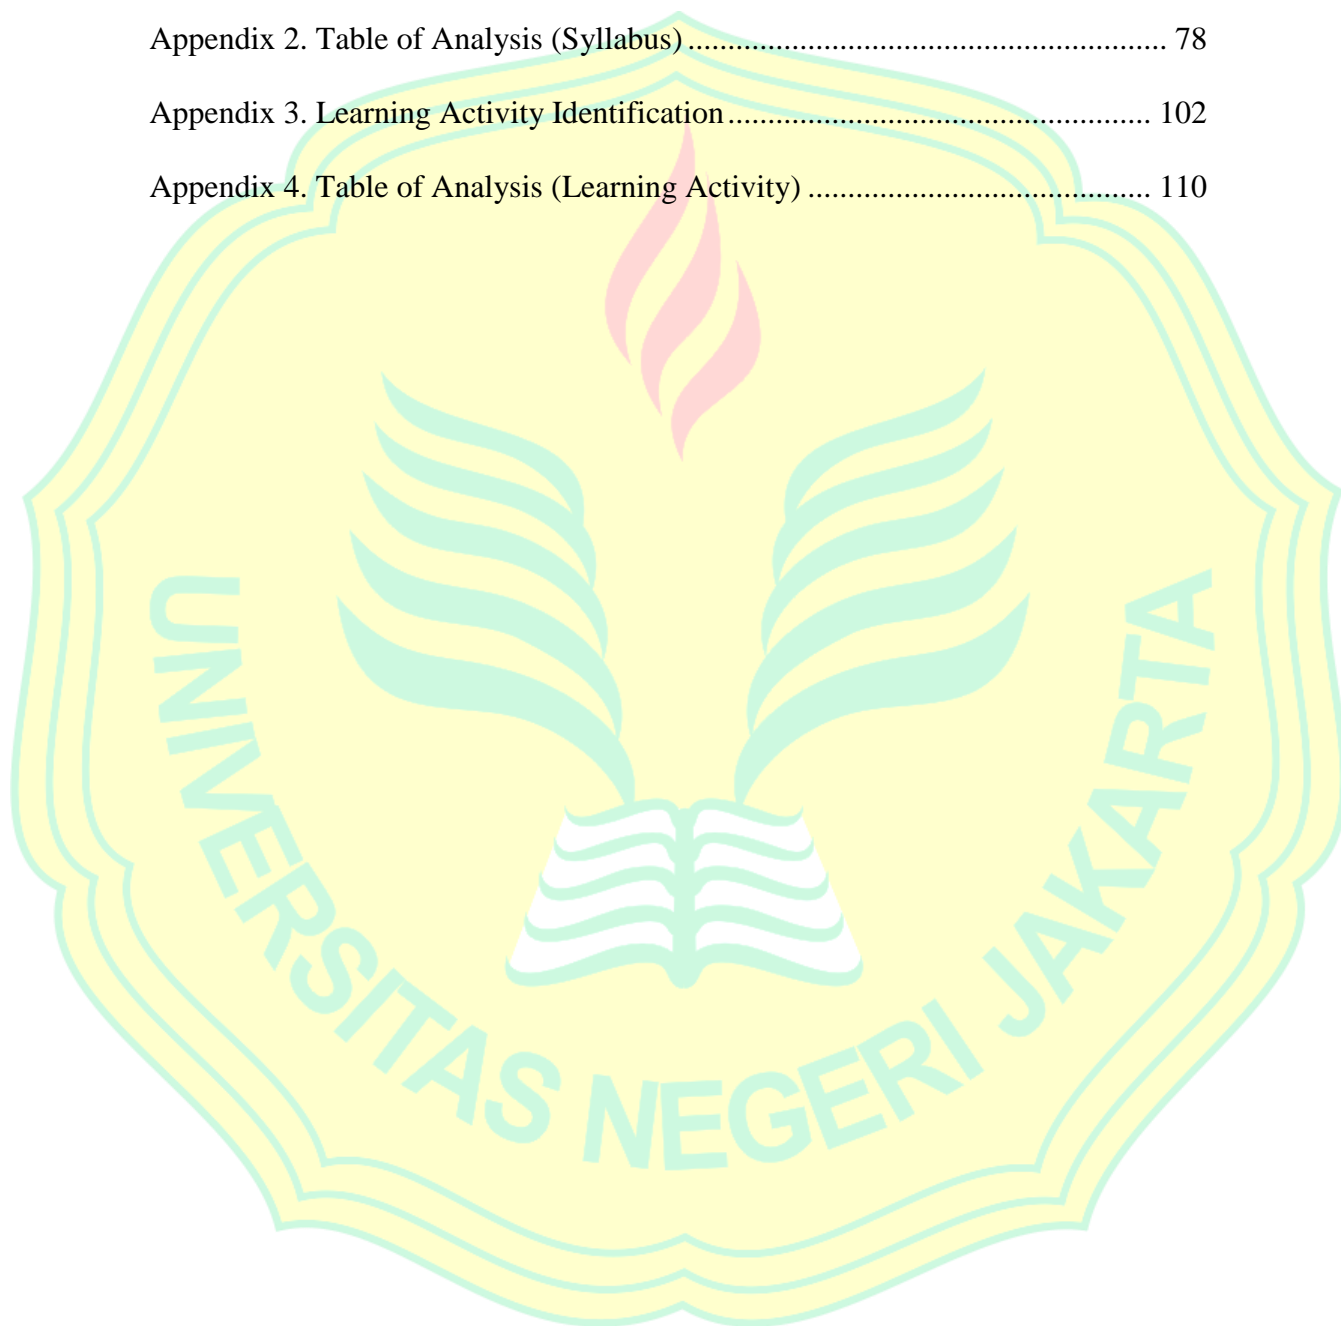 Appendix 2. Table of Analysis (Syllabus) ............................................................ 78
Appendix 3. Learning Activity Identification ..................................................... 102
Appendix 4. Table of Analysis (Learning Activity) ........................................... 110
UNIVERSITAS NEGERI JAKARTA